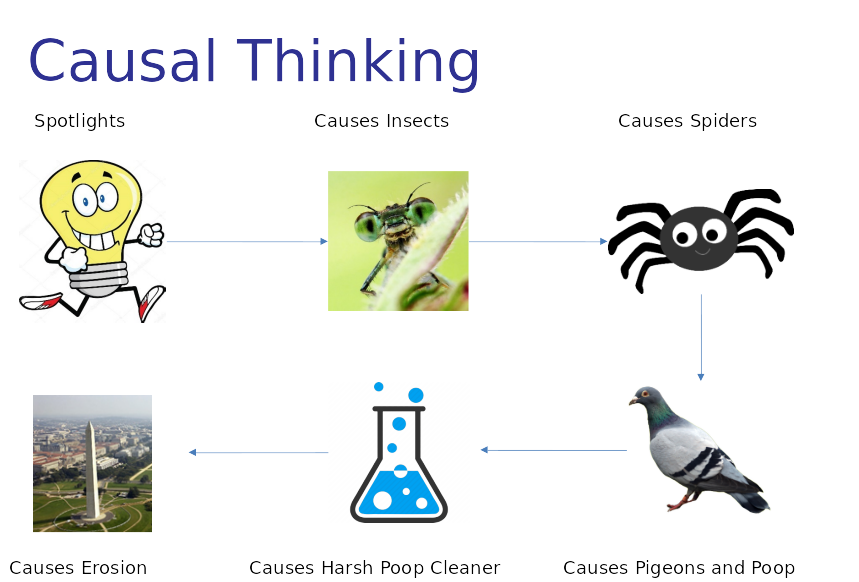 Causal Thinking
Spotlights
Causes Insects
Causes Spiders
Causes Erosion
Causes Harsh Poop Cleaner
Causes Pigeons and Poop